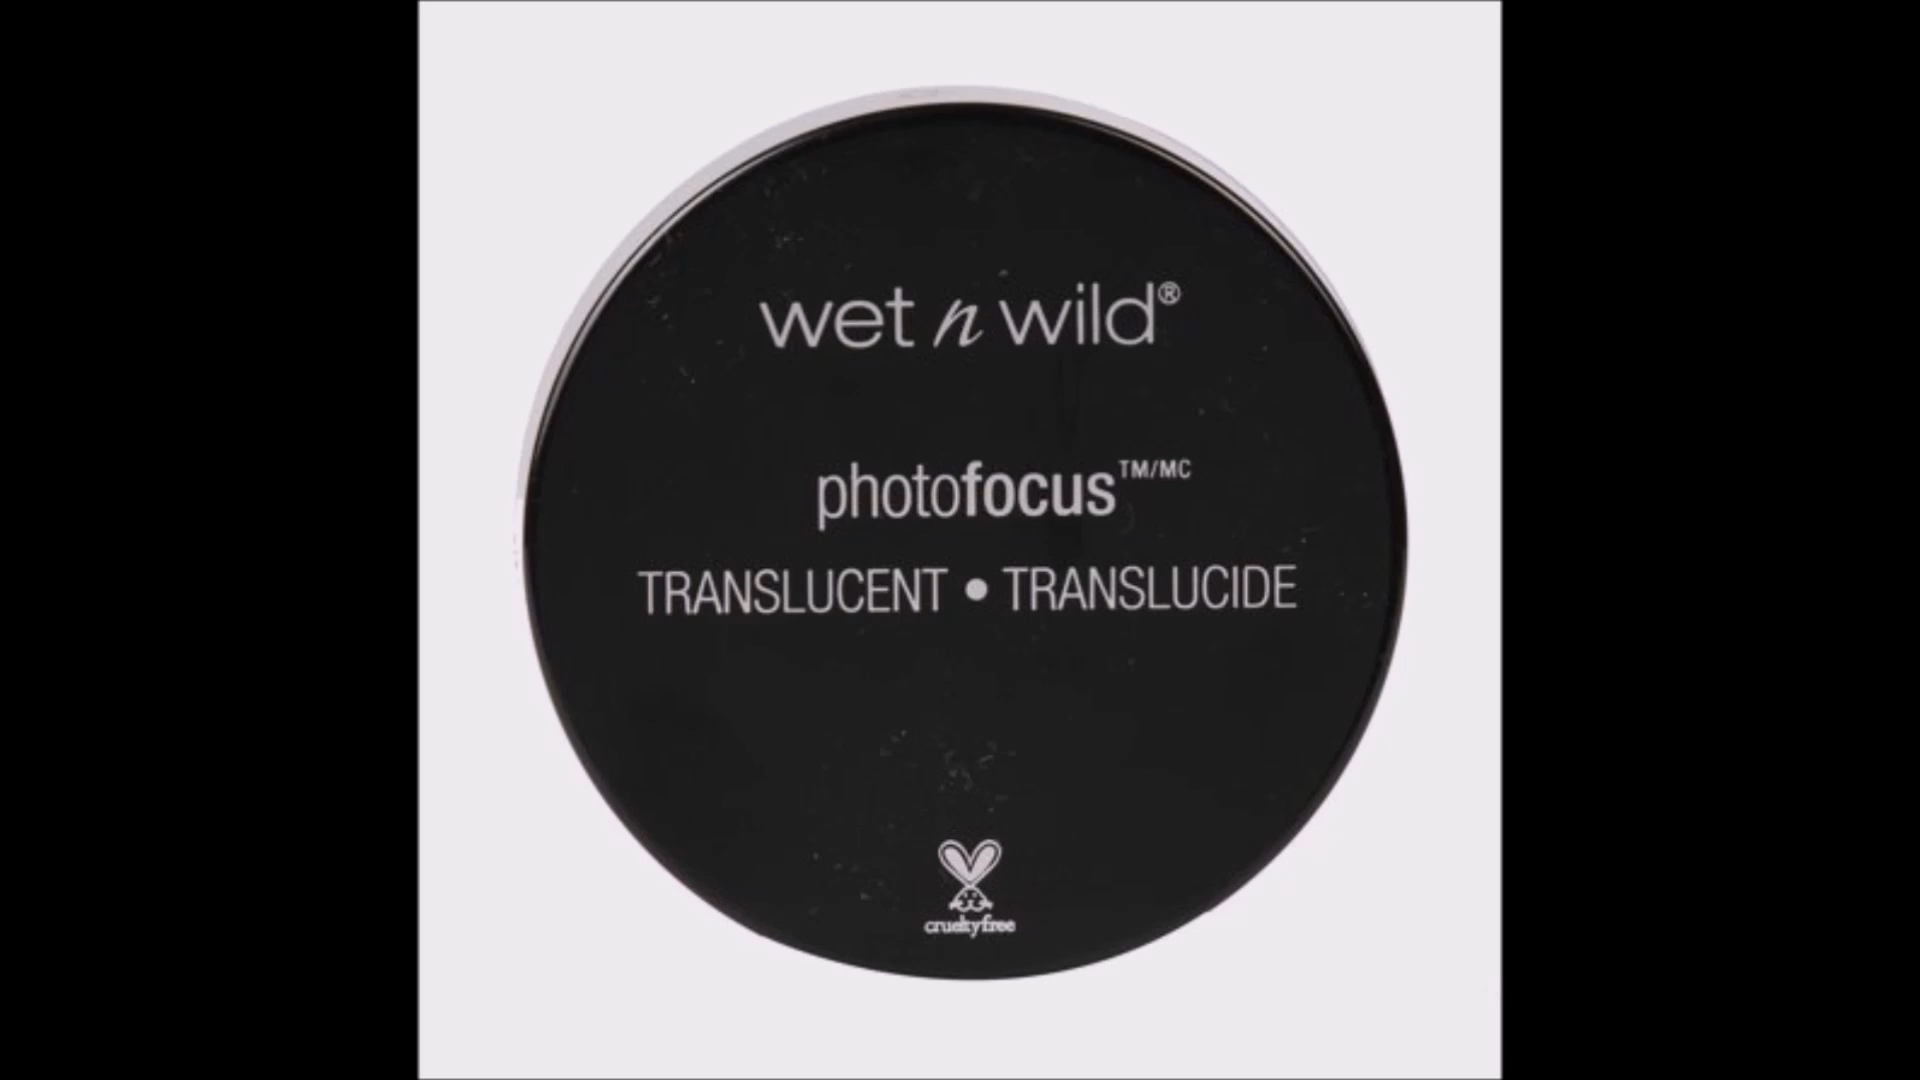 wet n wild®
photofocus™/MC
TRANSLUCENT • TRANSLUCIDE
crueltyfree